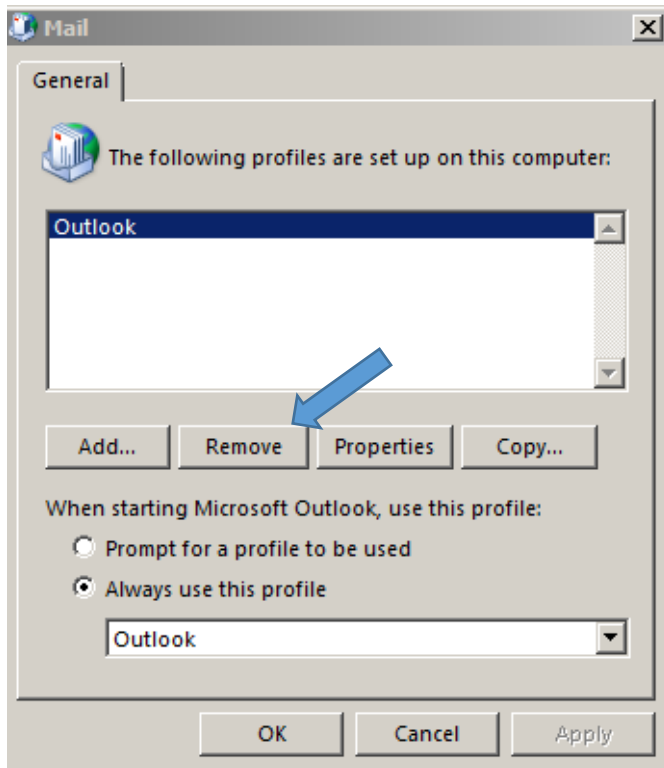 Mail
General
The following profiles are set up on this computer:
Outlook
Add... Remove Properties Copy...
When starting Microsoft Outlook, use this profile:
Prompt for a profile to be used
Always use this profile
Outlook
OK Cancel Apply